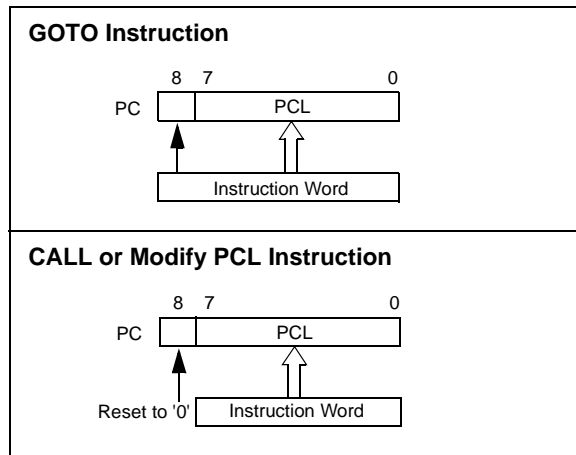 GOTO Instruction
8 7 0
PC PCL
Instruction Word
CALL or Modify PCL Instruction
8 7 0
PC PCL
Reset to '0' Instruction Word